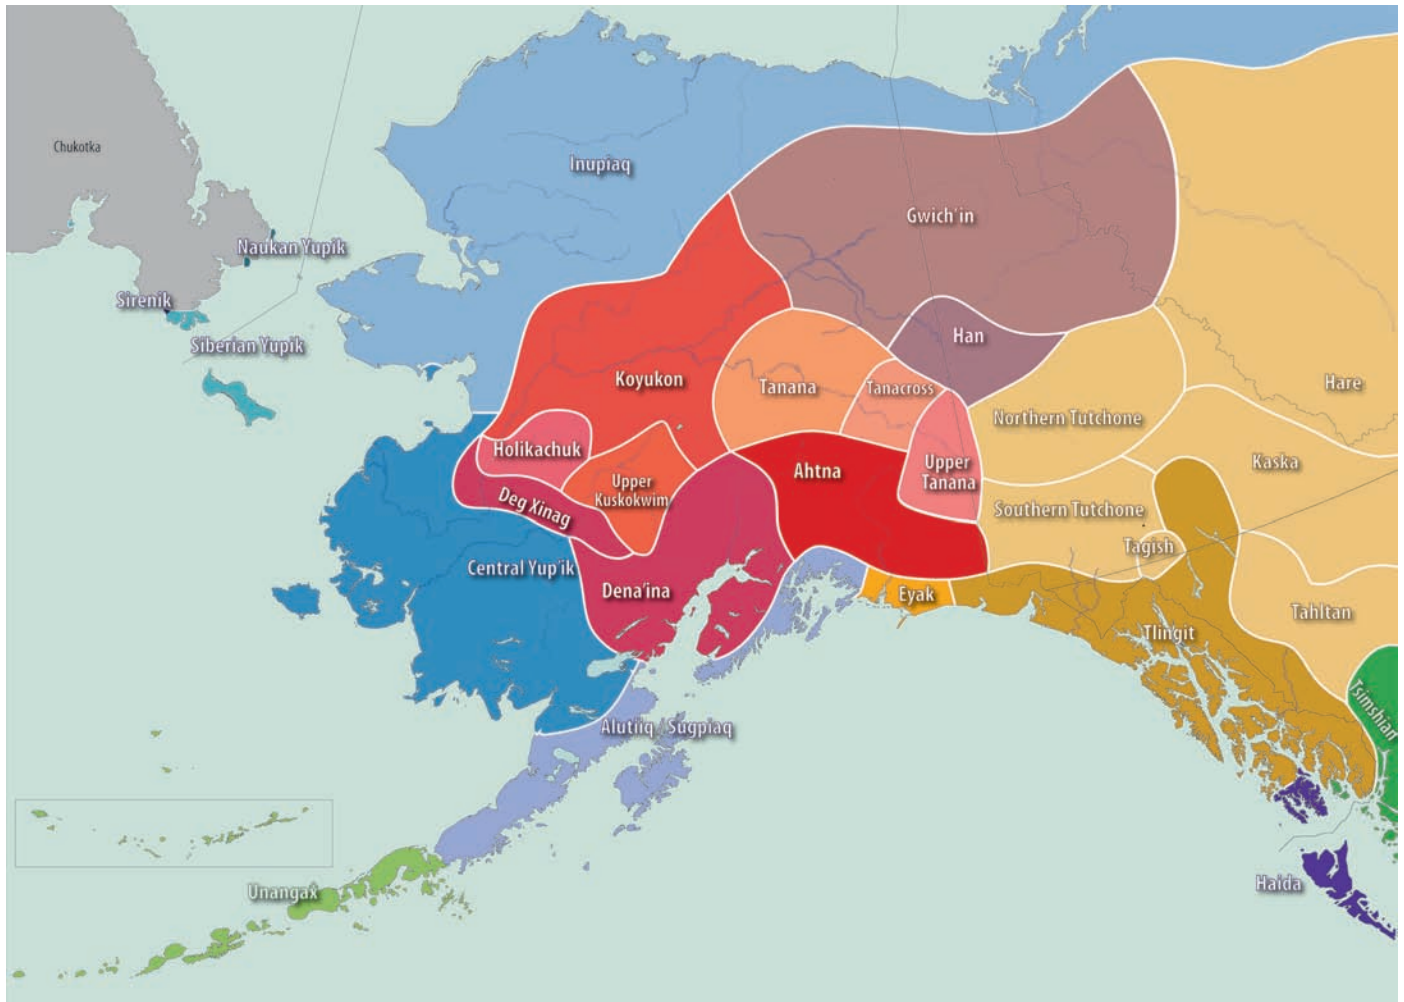 Chukotka
Inupiaq
Gwich'in
Naukan Yupik
Sirenik
Siberian Yupik
Han
Koyukon
Tanana
Tanacross
Hare
Northern Tutchone
Holikachuk
Upper
Kuskokwim
Ahtna
Upper
Tanana
Kaska
Deg Xinag
Southern Tutchone
Tagish
Central Yup'ik
Dena'ina
Eyak
Tahltan
Tlingit
Tsimshian
Alutiiq / Sugpiaq
Unangax̂
Haida